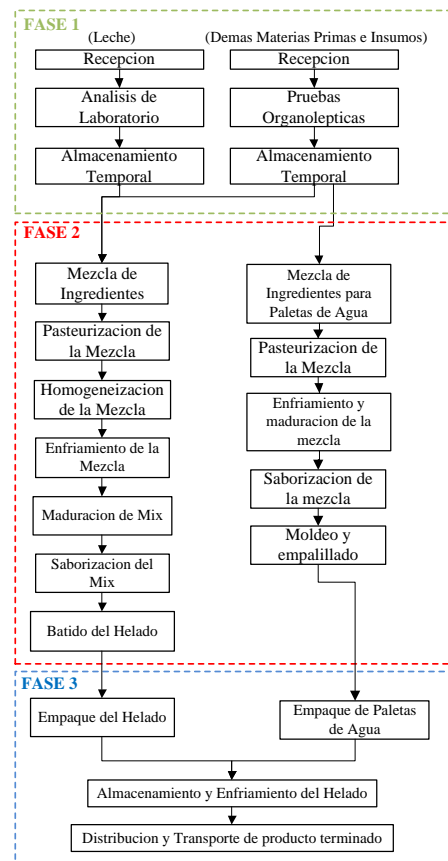 FASE 1
(Leche)
(Demas Materias Primas e Insumos)
Recepcion
Recepcion
Analisis de
Laboratorio
Pruebas
Organolepticas
Almacenamiento
Temporal
Almacenamiento
Temporal
FASE 2
Mezcla de
Ingredientes
Mezcla de
Ingredientes para
Paletas de Agua
Pasteurizacion de
la Mezcla
Pasteurizacion de
la Mezcla
Homogeneizacion
de la Mezcla
Enfriamiento y
maduracion de la
mezcla
Enfriamiento de la
Mezcla
Saborizacion de
la mezcla
Maduracion de Mix
Moldeo y
empalillado
Saborizacion del
Mix
Batido del Helado
FASE 3
Empaque del Helado
Empaque de Paletas
de Agua
Almacenamiento y Enfriamiento del Helado
Distribucion y Transporte de producto terminado